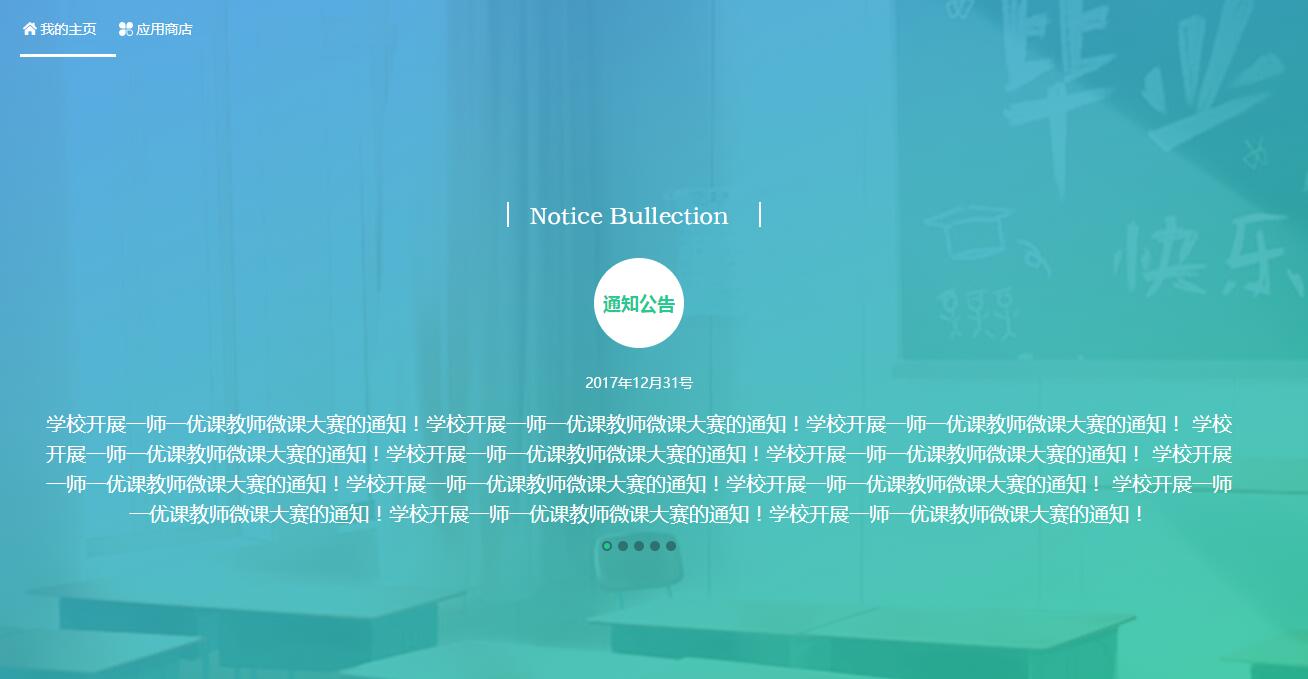 我的主页 应用商店
毕业
快乐
Notice Bullection
通知公告
2017年12月31号
学校开展一师一优课教师微课大赛的通知！学校开展一师一优课教师微课大赛的通知！学校开展一师一优课教师微课大赛的通知！ 学校
开展一师一优课教师微课大赛的通知！学校开展一师一优课教师微课大赛的通知！学校开展一师一优课教师微课大赛的通知！ 学校开展
一师一优课教师微课大赛的通知！学校开展一师一优课教师微课大赛的通知！学校开展一师一优课教师微课大赛的通知！ 学校开展一师
一优课教师微课大赛的通知！学校开展一师一优课教师微课大赛的通知！学校开展一师一优课教师微课大赛的通知！